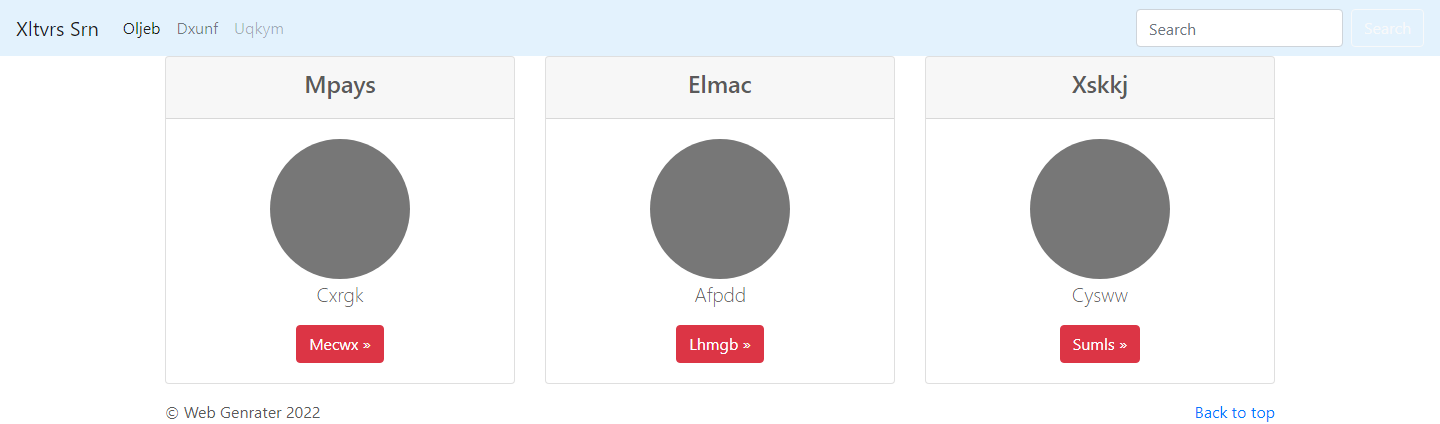 Xltvrs Srn Oljeb Dxunf Uqkym Search Search
Mpays Elmac Xskkj
Cxrgk Afpdd Cysww
Mecwx » Lhmgb » Sumls »
© Web Genrater 2022 Back to top